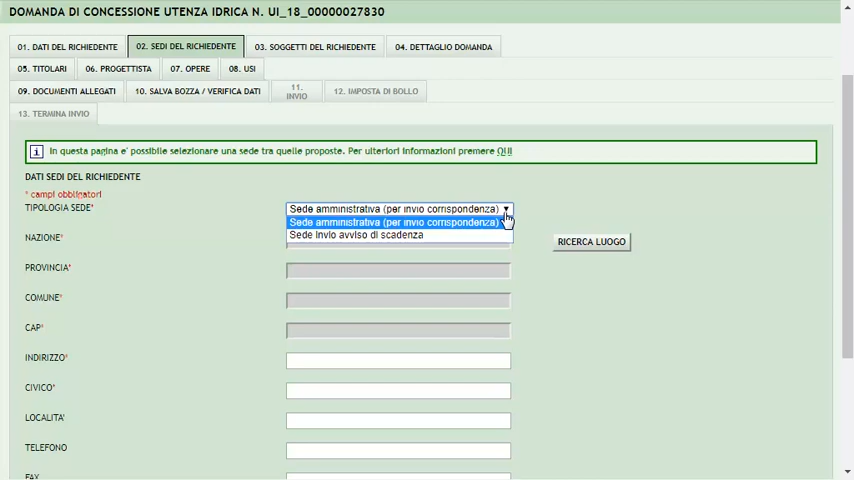 DOMANDA DI CONCESSIONE UTENZA IDRICA N. UI_18_00000027830
01. DATI DEL RICHIEDENTE
02. SEDI DEL RICHIEDENTE
03. SOGGETTI DEL RICHIEDENTE
04. DETTAGLIO DOMANDA
05. TITOLARI
06. PROGETTISTA
07. OPERE
08. USI
09. DOCUMENTI ALLEGATI
10. SALVA BOZZA / VERIFICA DATI
11. INVIO
12. IMPOSTA DI BOLLO
13. TERMINA INVIO
i In questa pagina e' possibile selezionare una sede tra quelle proposte. Per ulteriori informazioni premere QUI
DATI SEDI DEL RICHIEDENTE
* campi obbligatori
TIPOLOGIA SEDE*
Sede amministrativa (per invio corrispondenza)
Sede amministrativa (per invio corrispondenza)
Sede invio avviso di scadenza
NAZIONE*
RICERCA LUOGO
PROVINCIA*
COMUNE*
CAP*
INDIRIZZO*
CIVICO*
LOCALITA'
TELEFONO
FAX